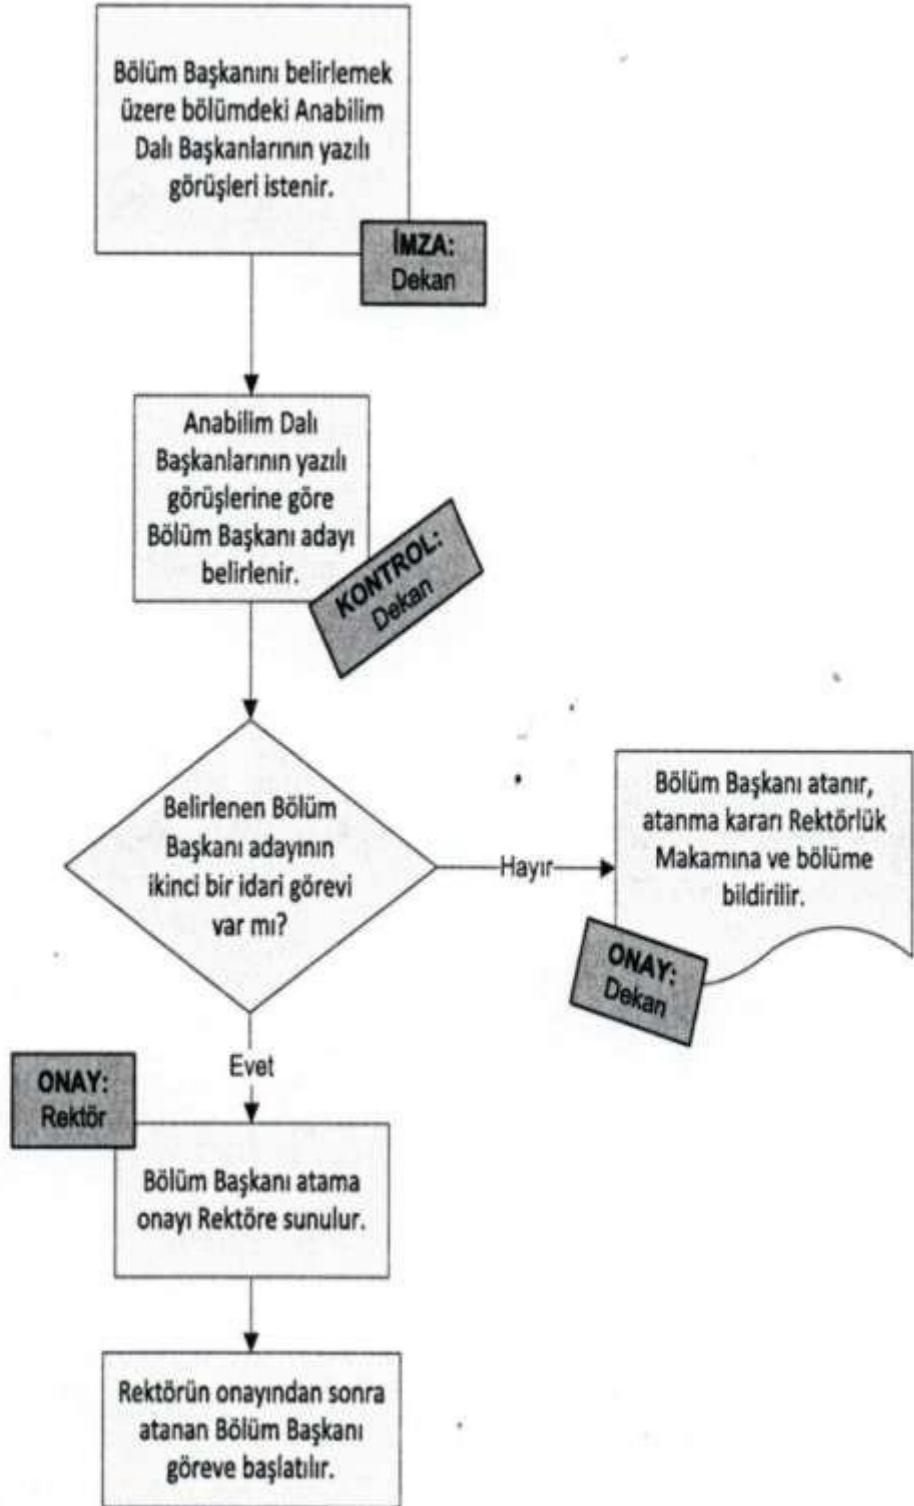 Bölüm Başkanını belirlemek
üzere bölümdeki Anabilim
Dalı Başkanlarının yazılı
görüşleri istenir.
İMZA:
Dekan
Anabilim Dalı
Başkanlarının yazılı
görüşlerine göre
Bölüm Başkanı adayı
belirlenir.
KONTROL:
Dekan
Belirlenen Bölüm
Başkanı adayının
ikinci bir idari görevi
var mı?
Hayır
Bölüm Başkanı atanır,
atanma kararı Rektörlük
Makamına ve bölüme
bildirilir.
ONAY:
Dekan
Evet
ONAY:
Rektör
Bölüm Başkanı atama
onayı Rektöre sunulur.
Rektörün onayından sonra
atanan Bölüm Başkanı
göreve başlatılır.